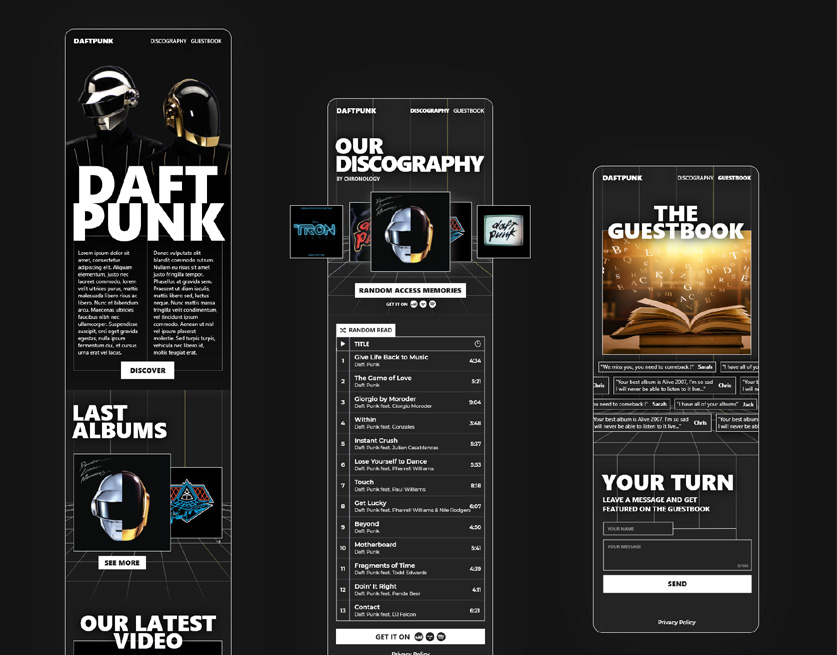 DAFTPUNK
DISCOGRAPHY GUESTBOOK
DAFT
PUNK
Lorem ipsum dolor sit
amet, consectetur
adipiscing elit. Aliquam
elementum, justo nec
laoreet commodo, lorem
velit ultrices purus, mattis
malesuada libero risus ac
libero. Nunc et bibendum
arcu. Maecenas ultricies
faucibus nibh nec
ullamcorper. Suspendisse
suscipit, orci eget gravida
egestas, nulla ipsum
fermentum dui, et cursus
urna erat vel lacus.
Donec vulputate elit
blandit commodo rutrum.
Nullam eu risus sit amet
justo fringilla tempor.
Phasellus at gravida sem.
Praesent ut diam iaculis,
mattis libero sed, luctus
neque. Nunc mattis massa
fringilla velit condimentum,
vel tincidunt ipsum
commodo. Aenean ut nisl
vel ipsum tincidunt
placerat. Sed turpis turpis,
vehicula nec libero id,
mollis feugiat erat.
DISCOVER
LAST
ALBUMS
SEE MORE
OUR LATEST
VIDEO
DAFTPUNK
DISCOGRAPHY GUESTBOOK
OUR
DISCOGRAPHY
BY CHRONOLOGY
TRON
daft
punk
RANDOM ACCESS MEMORIES
GET IT ON
RANDOM READ
TITLE
1 Give Life Back to Music 4:34
Daft Punk
2 The Game of Love 5:21
Daft Punk
3 Giorgio by Moroder 9:04
Daft Punk feat. Giorgio Moroder
4 Within 3:48
Daft Punk feat. Gonzales
5 Instant Crush 5:37
Daft Punk feat. Julian Casablancas
6 Lose Yourself to Dance 5:53
Daft Punk feat. Pharrell Williams
7 Touch 8:18
Daft Punk feat. Paul Williams
8 Get Lucky 6:07
Daft Punk feat. Pharrell Williams & Nile Rodgers
9 Beyond 4:50
Daft Punk
10 Motherboard 5:41
Daft Punk
11 Fragments of Time 4:39
Daft Punk feat. Todd Edwards
12 Doin' It Right 4:11
Daft Punk feat. Panda Bear
13 Contact 6:21
Daft Punk feat. DJ Falcon
GET IT ON
Privacy Policy
DAFTPUNK
DISCOGRAPHY GUESTBOOK
THE
GUESTBOOK
"We miss you, you need to comeback !" Sarah
"I have all of yo
Chris
"Your best album is Alive 2007, I'm so sad
I will never be able to listen to it live..." Chris
"Your b
I will n
u need to comeback !" Sarah
"I have all of your albums" Jack
our best album is Alive 2007, I'm so sad
will never be able to listen to it live..." Chris
"Your album
I will never be ab
YOUR TURN
LEAVE A MESSAGE AND GET
FEATURED ON THE GUESTBOOK
YOUR NAME
YOUR MESSAGE
SEND
Privacy Policy